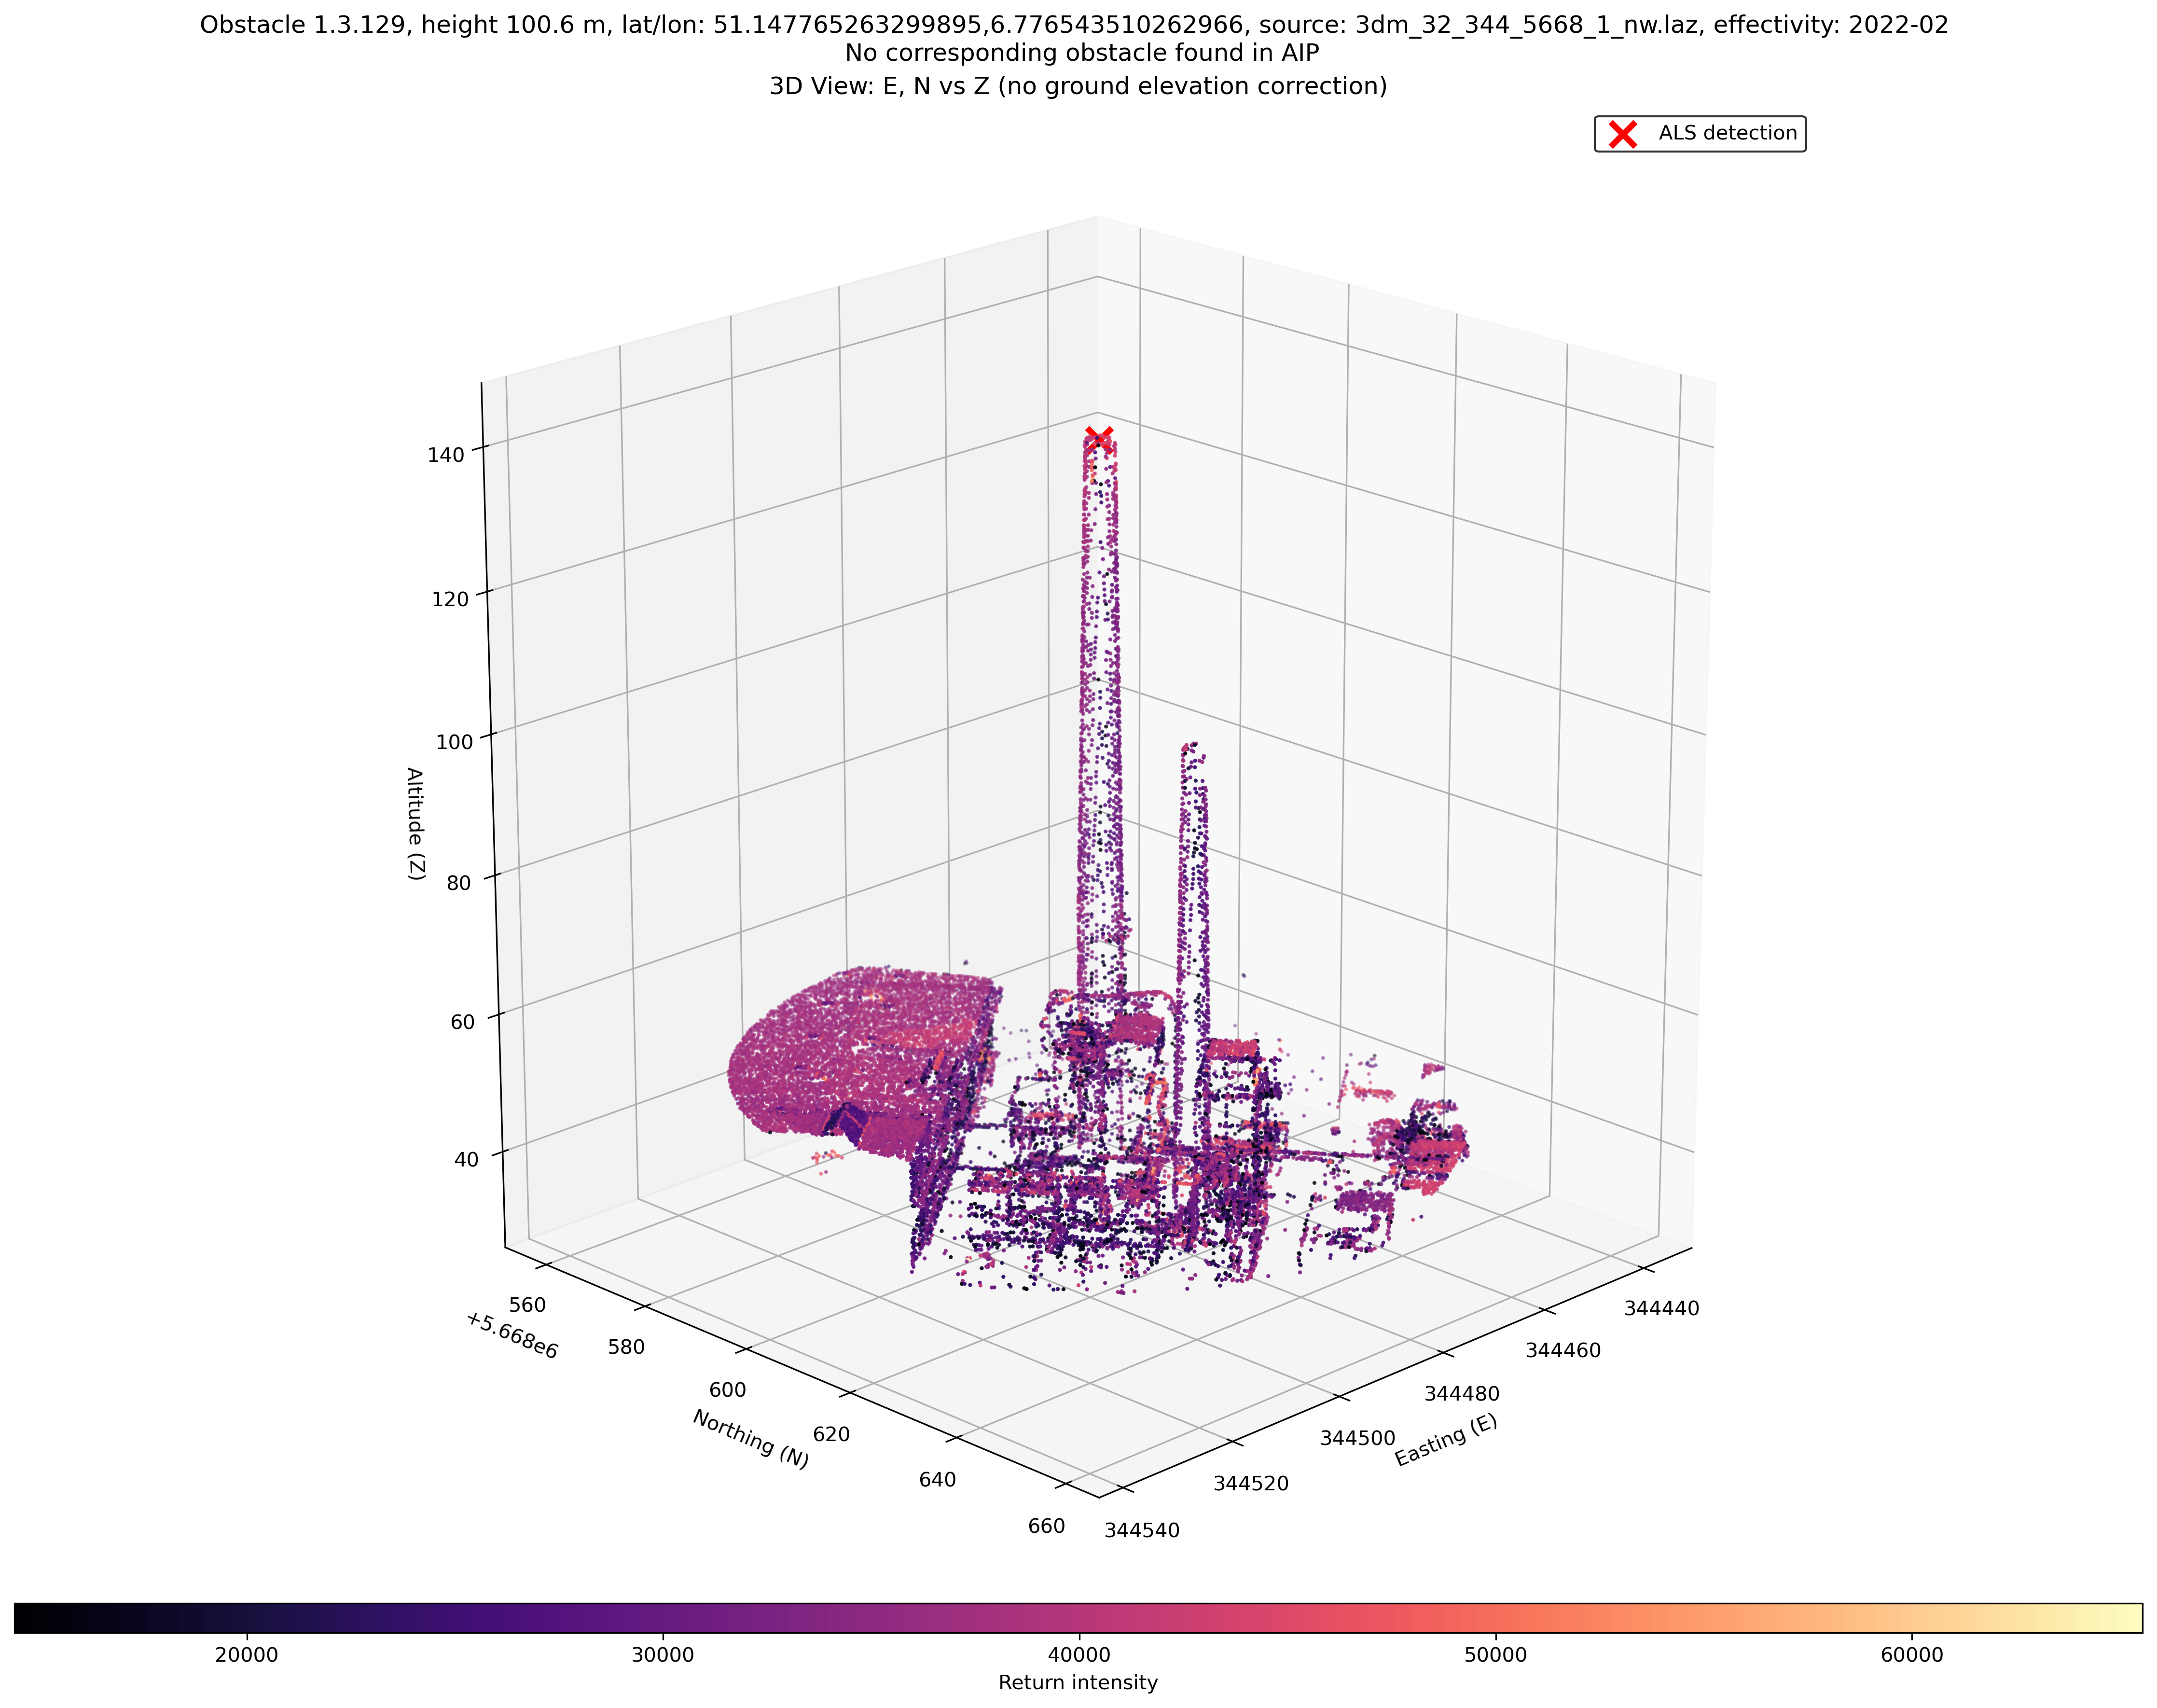 Obstacle 1.3.129, height 100.6 m, lat/lon: 51.147765263299895,6.776543510262966, source: 3dm_32_344_5668_1_nw.laz, effectivity: 2022-02
No corresponding obstacle found in AIP
3D View: E, N vs Z (no ground elevation correction)
ALS detection
140
120
100
80
60
40
Altitude (Z)
560
580
600
620
640
660
+5.668e6
Northing (N)
344440
344460
344480
344500
344520
344540
Easting (E)
20000
30000
40000
50000
60000
Return intensity